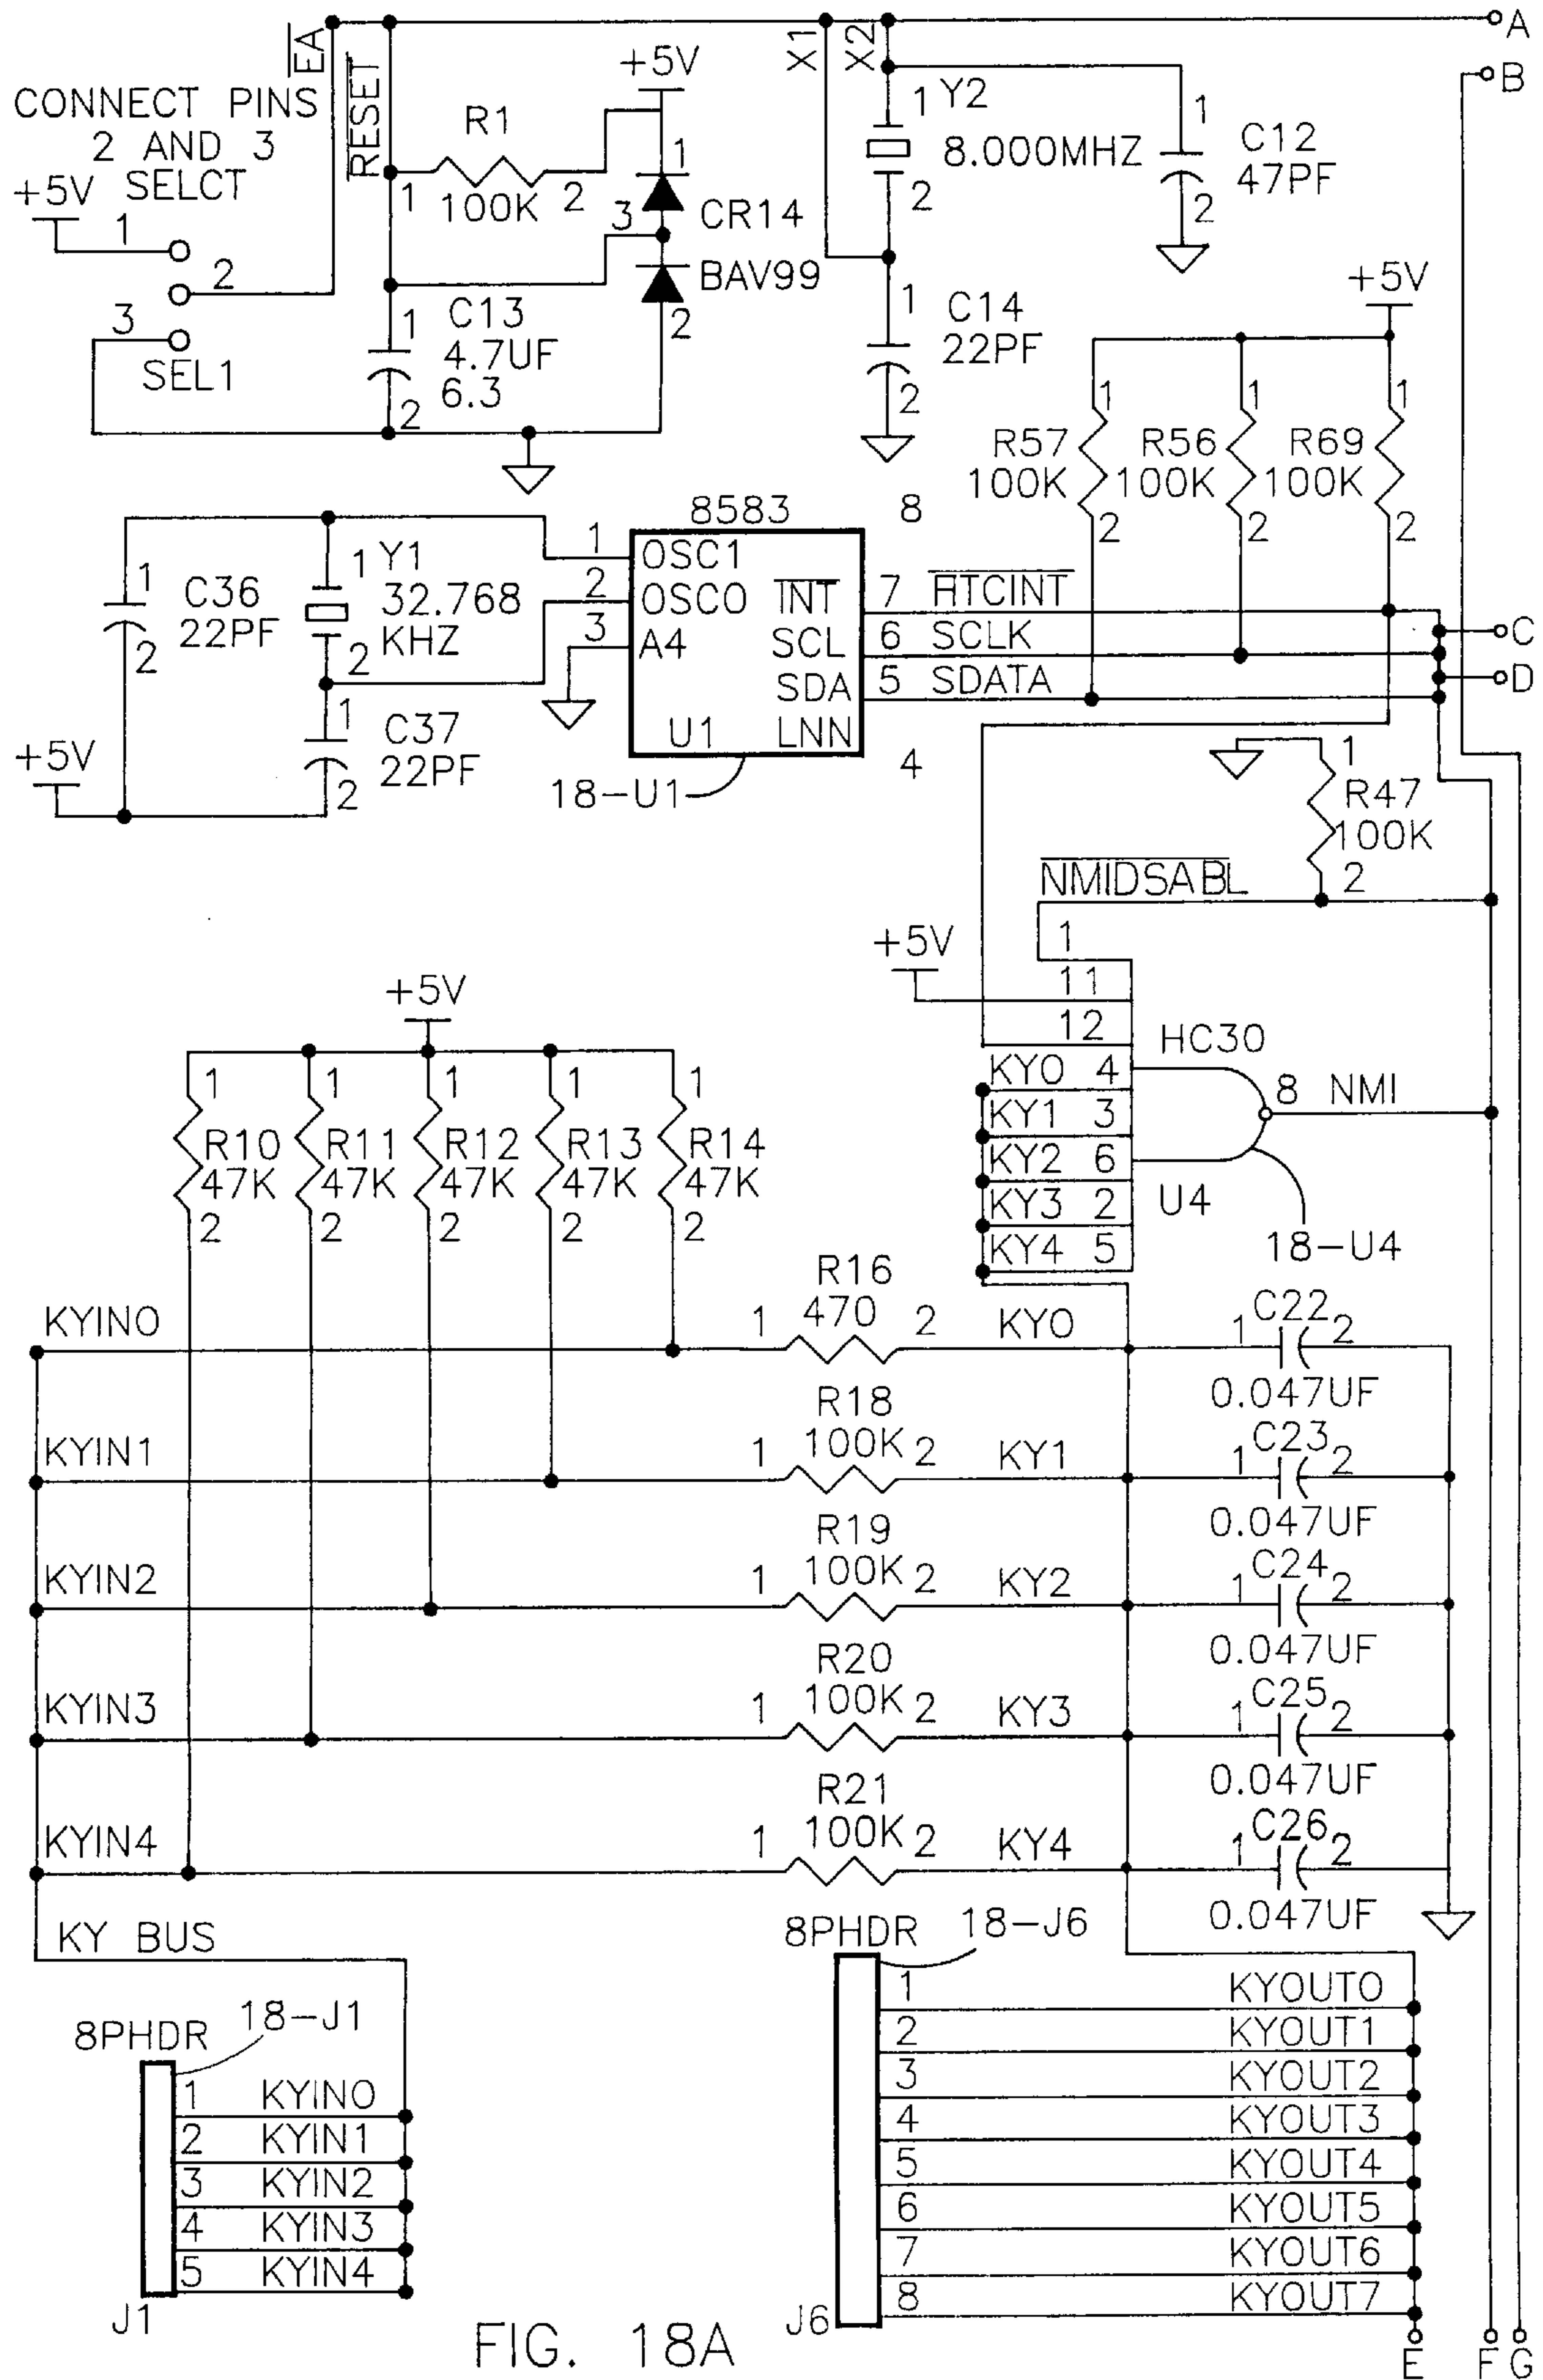 A
B
EA
RESET
+5V
X1
X2
CONNECT PINS
2 AND 3
SELCT
+5V
1
2
3
SEL1
R1
100K
1
2
1
3
2
CR14
BAV99
1
C13
4.7UF
6.3
2
1
Y2
8.000MHZ
2
1
C12
47PF
2
1
C14
22PF
2
+5V
1
R57
100K
2
1
R56
100K
2
1
R69
100K
2
8583
8
1
OSC1
2
OSCO
3
A4
INT
7
RTCINT
SCL
6
SCLK
SDA
5
SDATA
U1
LNN
4
18-U1
1
C36
22PF
2
1
Y1
32.768
KHZ
2
1
C37
22PF
2
+5V
C
D
1
R47
100K
2
NMIDSABL
+5V
1
11
12
KY0 4
KY1 3
KY2 6
KY3 2
KY4 5
HC30
8 NMI
U4
18-U4
+5V
1
R10
47K
2
1
R11
47K
2
1
R12
47K
2
1
R13
47K
2
1
R14
47K
2
KYIN0
R16
1 470 2
KY0
1 C22 2
0.047UF
KYIN1
R18
1 100K 2
KY1
1 C23 2
0.047UF
KYIN2
R19
1 100K 2
KY2
1 C24 2
0.047UF
KYIN3
R20
1 100K 2
KY3
1 C25 2
0.047UF
KYIN4
R21
1 100K 2
KY4
1 C26 2
0.047UF
KY BUS
8PHDR
18-J1
1 KYIN0
2 KYIN1
3 KYIN2
4 KYIN3
5 KYIN4
J1
8PHDR
18-J6
1 KYOUT0
2 KYOUT1
3 KYOUT2
4 KYOUT3
5 KYOUT4
6 KYOUT5
7 KYOUT6
8 KYOUT7
J6
FIG. 18A
E
F
G